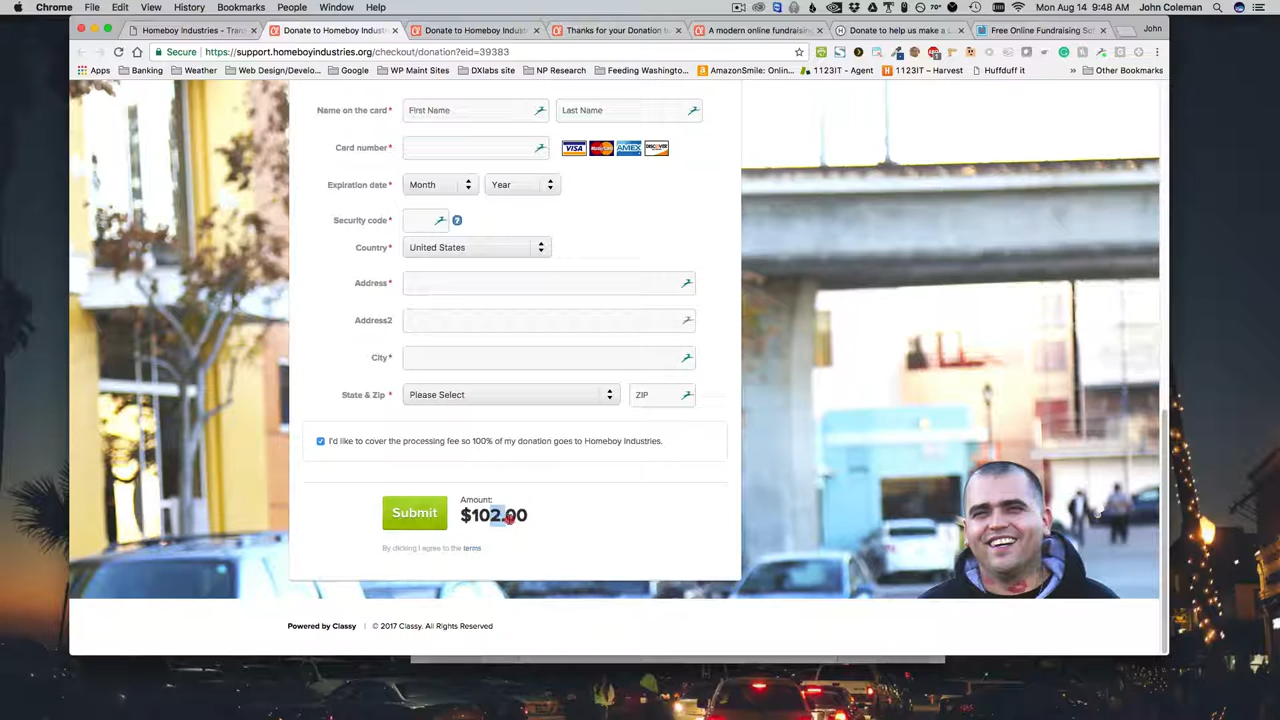 Chrome File Edit View History Bookmarks People Window Help
70° Mon Aug 14 9:48 AM John Coleman
Homeboy Industries - Tran
Donate to Homeboy Industri
Donate to Homeboy Indust
Thanks for your Donation t
A modern online fundraising
Donate to help us make a
Free Online Fundraising So
John
Secure https://support.homeboyindustries.org/checkout/donation?eid=39383
Apps Banking Weather Web Design/Develo... Google WP Maint Sites DXlabs site NP Research Feeding Washingto... AmazonSmile: Onlin... 1123IT - Agent 1123IT – Harvest Huffduff it » Other Bookmarks
Name on the card* First Name Last Name
Card number* VISA MasterCard AMEX DISCOVER
Expiration date* Month Year
Security code* ?
Country* United States
Address*
Address2
City*
State & Zip * Please Select ZIP
I'd like to cover the processing fee so 100% of my donation goes to Homeboy Industries.
Submit
Amount:
$102.00
By clicking I agree to the terms
Powered by Classy | © 2017 Classy. All Rights Reserved